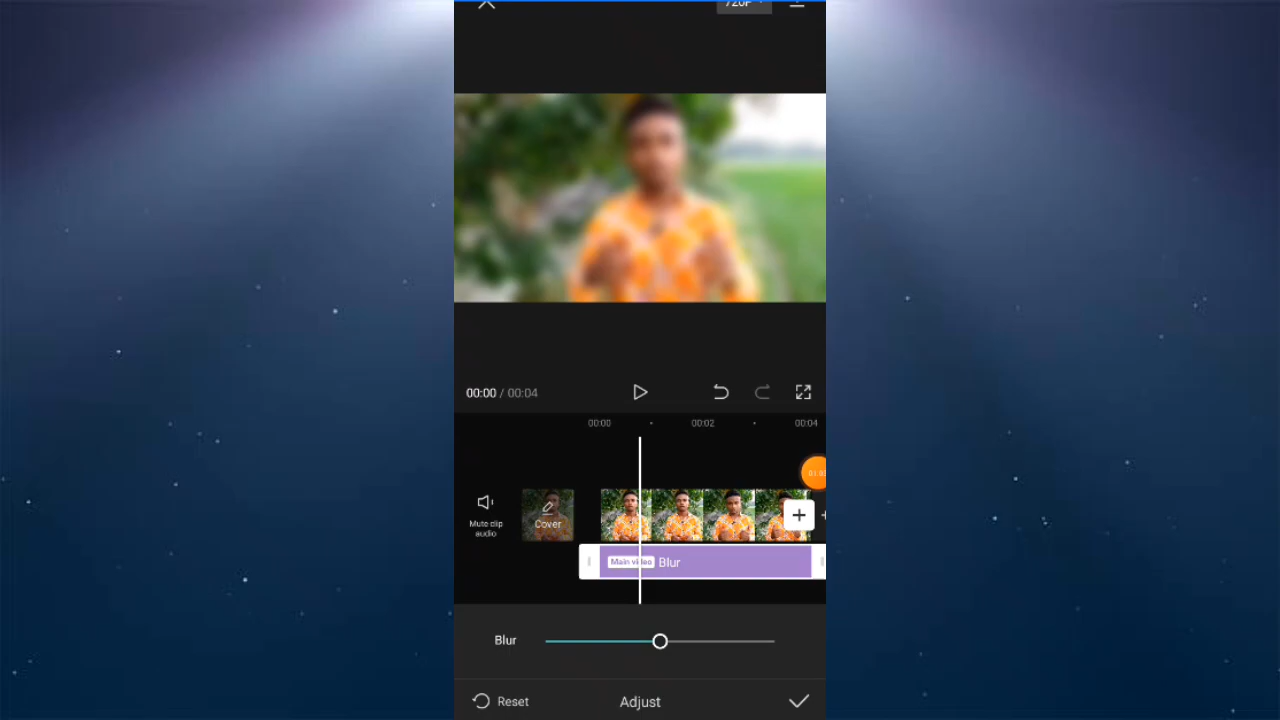 720P
00:00 / 00:04
00:00
00:02
00:04
Mute clip
audio
Cover
Main video Blur
Blur
Reset
Adjust